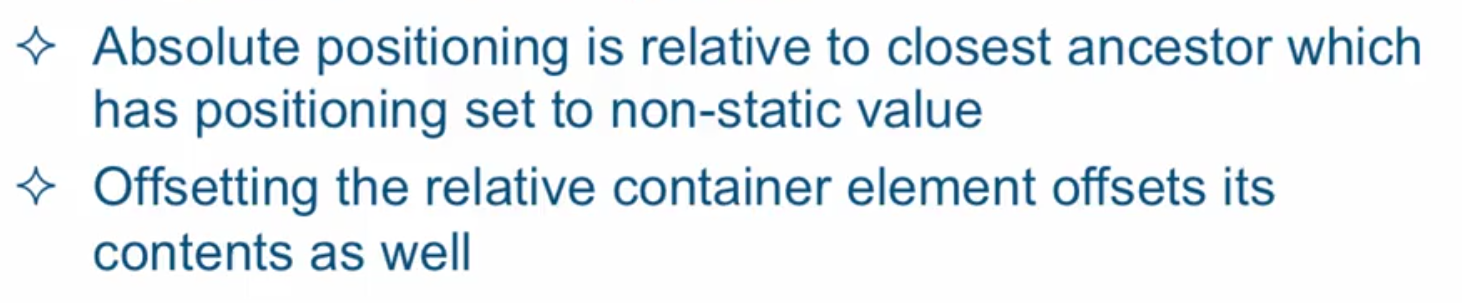 ✧ Absolute positioning is relative to closest ancestor which
has positioning set to non-static value
✧ Offsetting the relative container element offsets its
contents as well